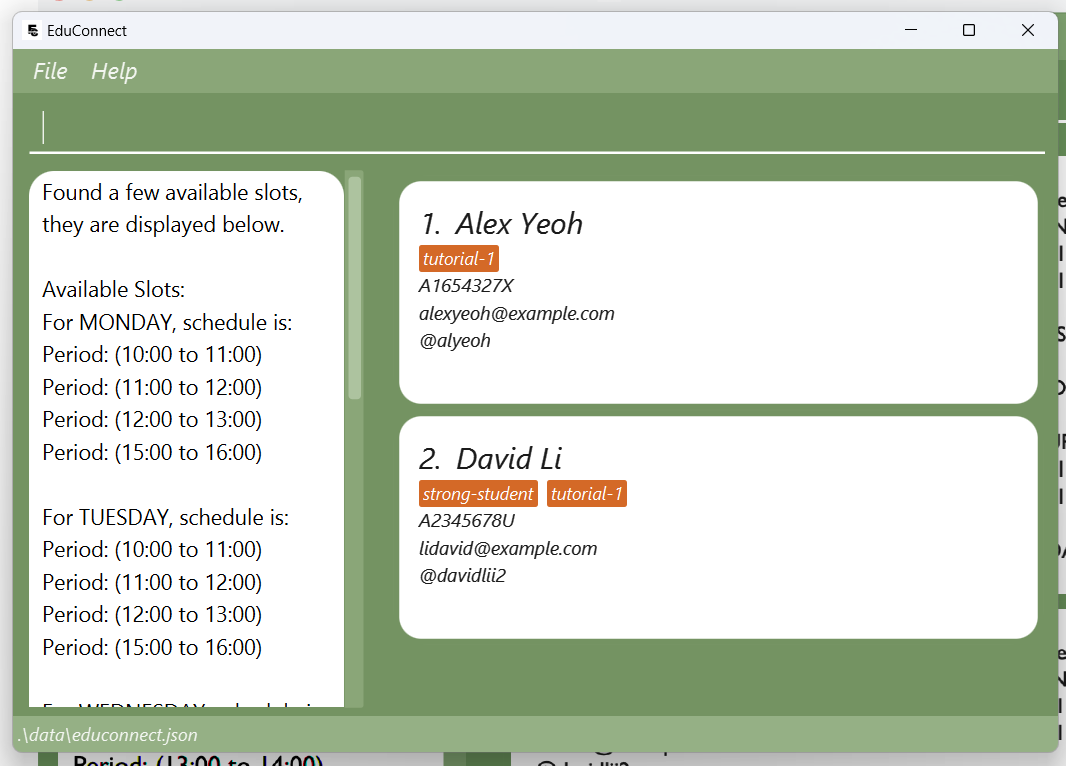 EduConnect
File Help
Found a few available slots,
they are displayed below.
Available Slots:
For MONDAY, schedule is:
Period: (10:00 to 11:00)
Period: (11:00 to 12:00)
Period: (12:00 to 13:00)
Period: (15:00 to 16:00)
For TUESDAY, schedule is:
Period: (10:00 to 11:00)
Period: (11:00 to 12:00)
Period: (12:00 to 13:00)
Period: (15:00 to 16:00)
1. Alex Yeoh
tutorial-1
A1654327X
alexyeoh@example.com
@alyeoh
2. David Li
strong-student tutorial-1
A2345678U
lidavid@example.com
@davidlii2
.\data\educonnect.json
Period: (13:00 to 14:00)